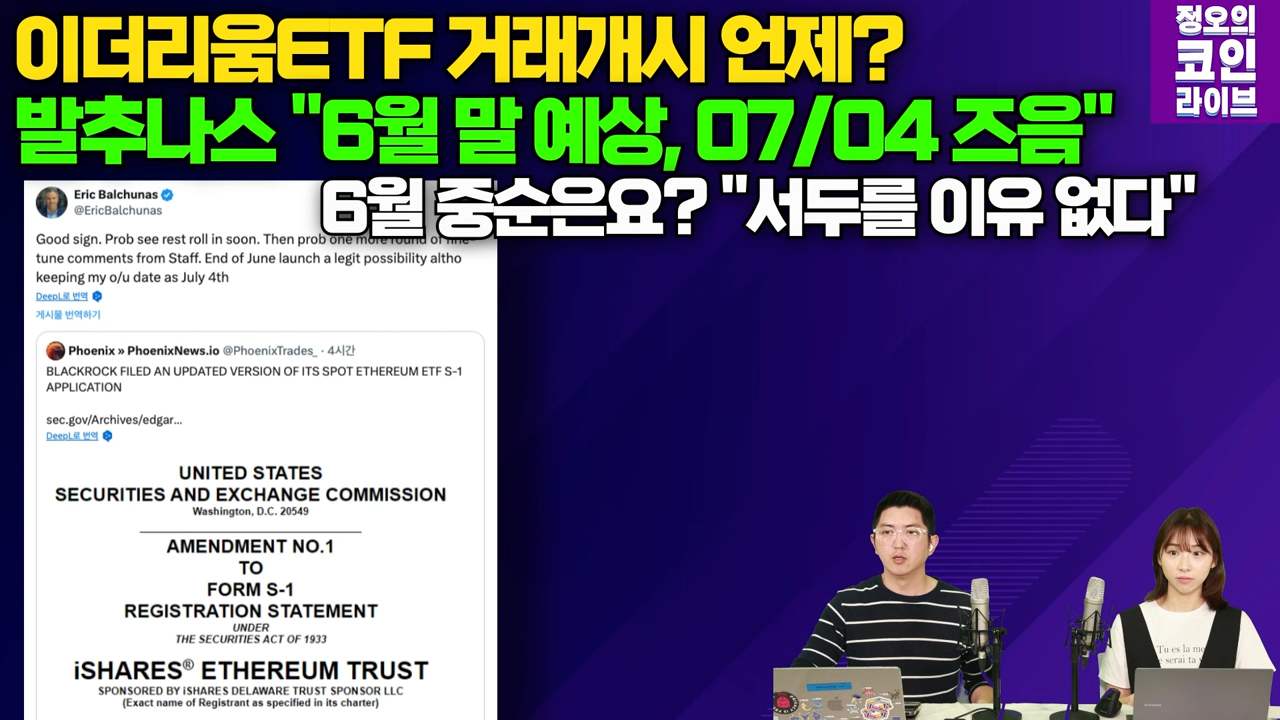 이더리움ETF 거래개시 언제?
발추나스 "6월 말 예상, 07/04 즈음"
6월 중순은요? "서두를 이유 없다"
정오의
코인
라이브
Eric Balchunas
@EricBalchunas
Good sign. Prob see rest roll in soon. Then prob one more round of fine-
tune comments from Staff. End of June launch a legit possibility altho
keeping my o/u date as July 4th
DeepL로 번역
게시물 번역하기
Phoenix » PhoenixNews.io @PhoenixTrades_ · 4시간
BLACKROCK FILED AN UPDATED VERSION OF ITS SPOT ETHEREUM ETF S-1
APPLICATION
sec.gov/Archives/edgar...
DeepL로 번역
UNITED STATES
SECURITIES AND EXCHANGE COMMISSION
Washington, D.C. 20549
AMENDMENT NO.1
TO
FORM S-1
REGISTRATION STATEMENT
UNDER
THE SECURITIES ACT OF 1933
iSHARES® ETHEREUM TRUST
SPONSORED BY iSHARES DELAWARE TRUST SPONSOR LLC
(Exact name of Registrant as specified in its charter)
Tu es la
serai ta